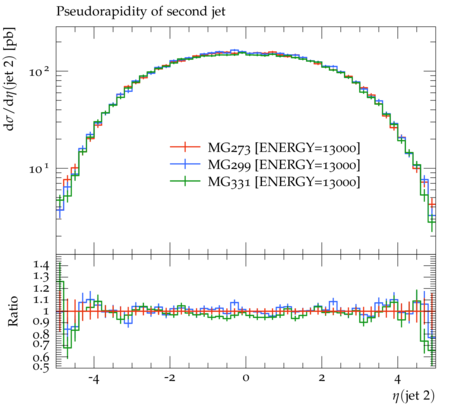 Pseudorapidity of second jet
dσ/dη(jet 2) [pb]
10²
10¹
MG273 [ENERGY=13000]
MG299 [ENERGY=13000]
MG331 [ENERGY=13000]
Ratio
1.4
1.3
1.2
1.1
1
0.9
0.8
0.7
0.6
0.5
-4 -2 0 2 4
η(jet 2)